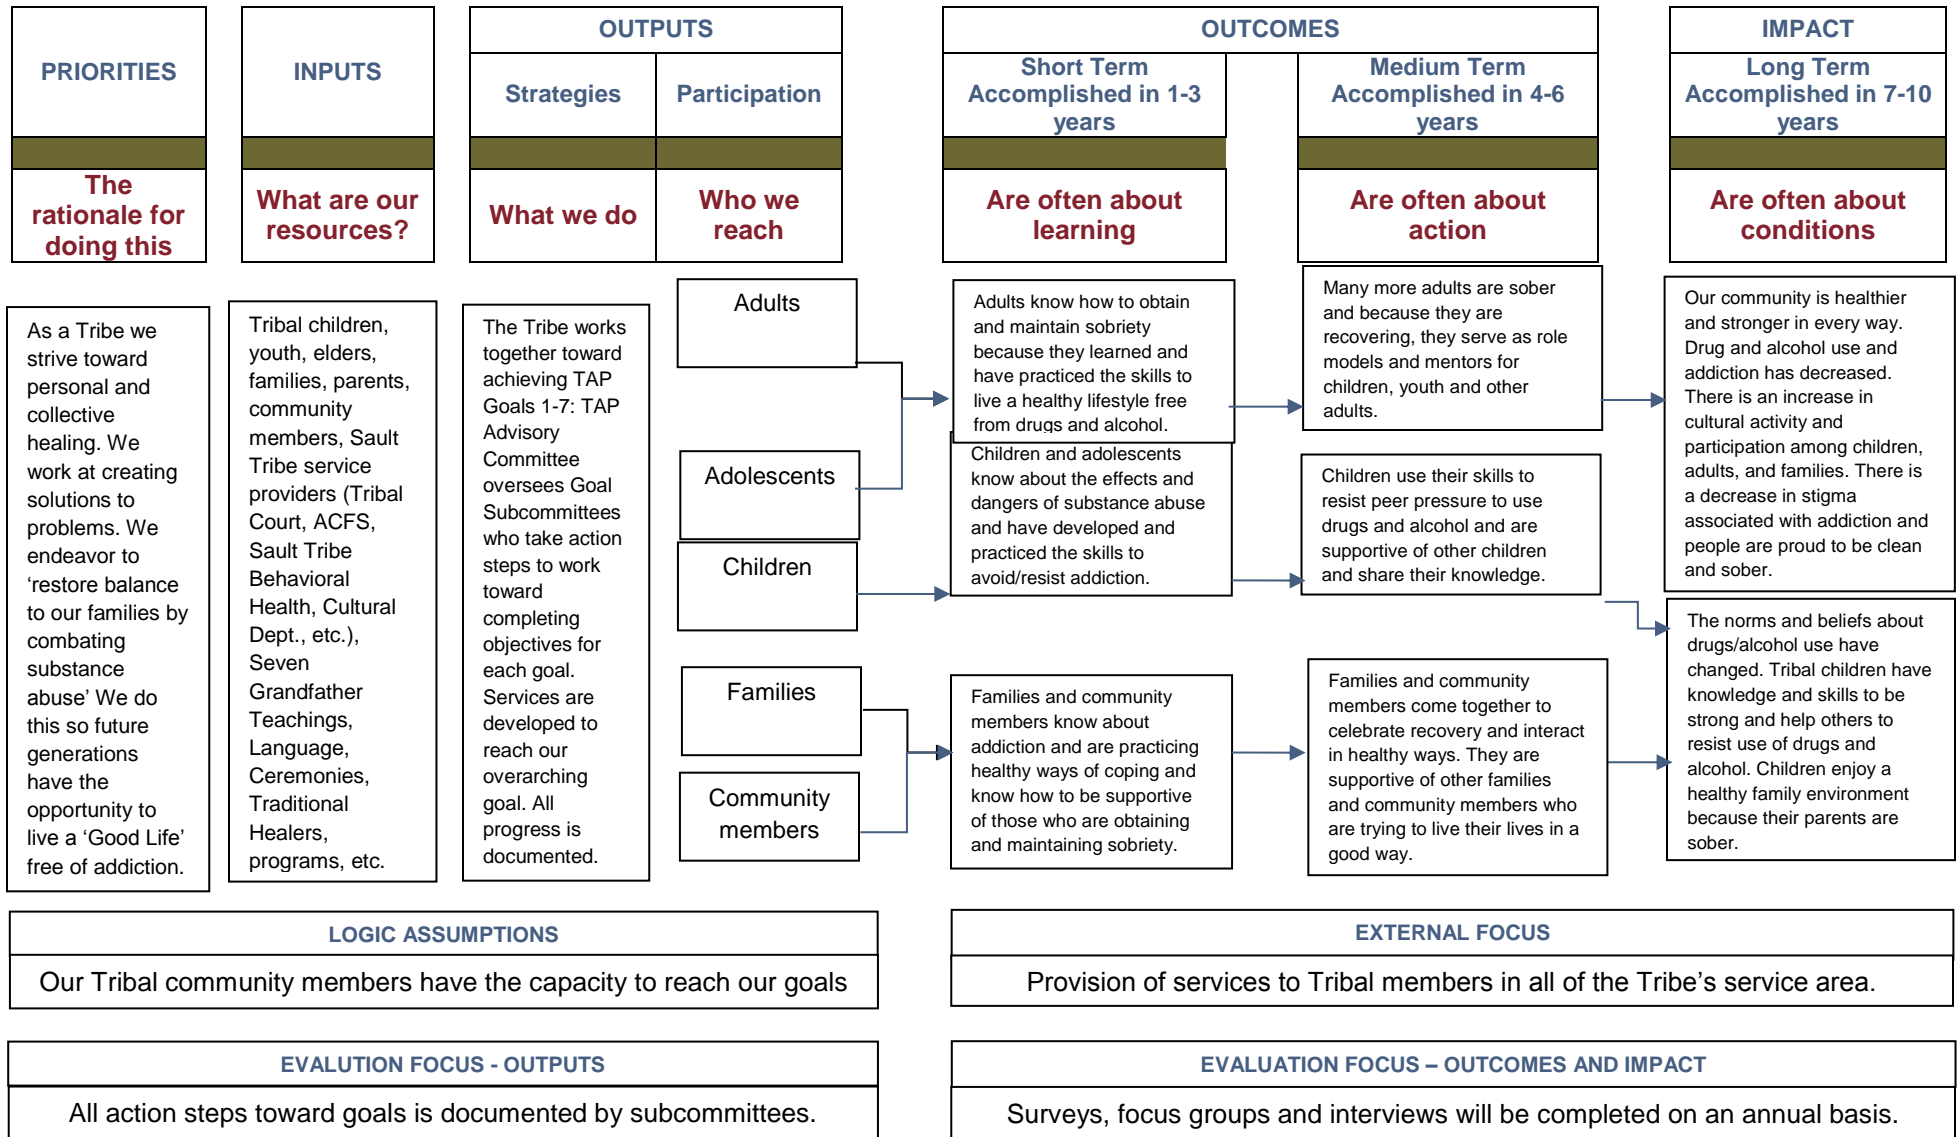 PRIORITIES
The
rationale for
doing this
INPUTS
What are our
resources?
OUTPUTS
Strategies
Participation
What we do
Who we
reach
OUTCOMES
Short Term
Accomplished in 1-3
years
Medium Term
Accomplished in 4-6
years
Are often about
learning
Are often about
action
IMPACT
Long Term
Accomplished in 7-10
years
Are often about
conditions
As a Tribe we
strive toward
personal and
collective
healing. We
work at creating
solutions to
problems. We
endeavor to
‘restore balance
to our families by
combating
substance
abuse’ We do
this so future
generations
have the
opportunity to
live a ‘Good Life’
free of addiction.
Tribal children,
youth, elders,
families, parents,
community
members, Sault
Tribe service
providers (Tribal
Court, ACFS,
Sault Tribe
Behavioral
Health, Cultural
Dept., etc.),
Seven
Grandfather
Teachings,
Language,
Ceremonies,
Traditional
Healers,
programs, etc.
The Tribe works
together toward
achieving TAP
Goals 1-7: TAP
Advisory
Committee
oversees Goal
Subcommittees
who take action
steps to work
toward
completing
objectives for
each goal.
Services are
developed to
reach our
overarching
goal. All
progress is
documented.
Adults
Adolescents
Children
Families
Community
members
Adults know how to obtain
and maintain sobriety
because they learned and
have practiced the skills to
live a healthy lifestyle free
from drugs and alcohol.
Children and adolescents
know about the effects and
dangers of substance abuse
and have developed and
practiced the skills to
avoid/resist addiction.
Families and community
members know about
addiction and are practicing
healthy ways of coping and
know how to be supportive
of those who are obtaining
and maintaining sobriety.
Many more adults are sober
and because they are
recovering, they serve as role
models and mentors for
children, youth and other
adults.
Children use their skills to
resist peer pressure to use
drugs and alcohol and are
supportive of other children
and share their knowledge.
Families and community
members come together to
celebrate recovery and interact
in healthy ways. They are
supportive of other families
and community members who
are trying to live their lives in a
good way.
Our community is healthier
and stronger in every way.
Drug and alcohol use and
addiction has decreased.
There is an increase in
cultural activity and
participation among children,
adults, and families. There is
a decrease in stigma
associated with addiction and
people are proud to be clean
and sober.
The norms and beliefs about
drugs/alcohol use have
changed. Tribal children have
knowledge and skills to be
strong and help others to
resist use of drugs and
alcohol. Children enjoy a
healthy family environment
because their parents are
sober.
LOGIC ASSUMPTIONS
Our Tribal community members have the capacity to reach our goals
EXTERNAL FOCUS
Provision of services to Tribal members in all of the Tribe’s service area.
EVALUTION FOCUS - OUTPUTS
All action steps toward goals is documented by subcommittees.
EVALUATION FOCUS – OUTCOMES AND IMPACT
Surveys, focus groups and interviews will be completed on an annual basis.